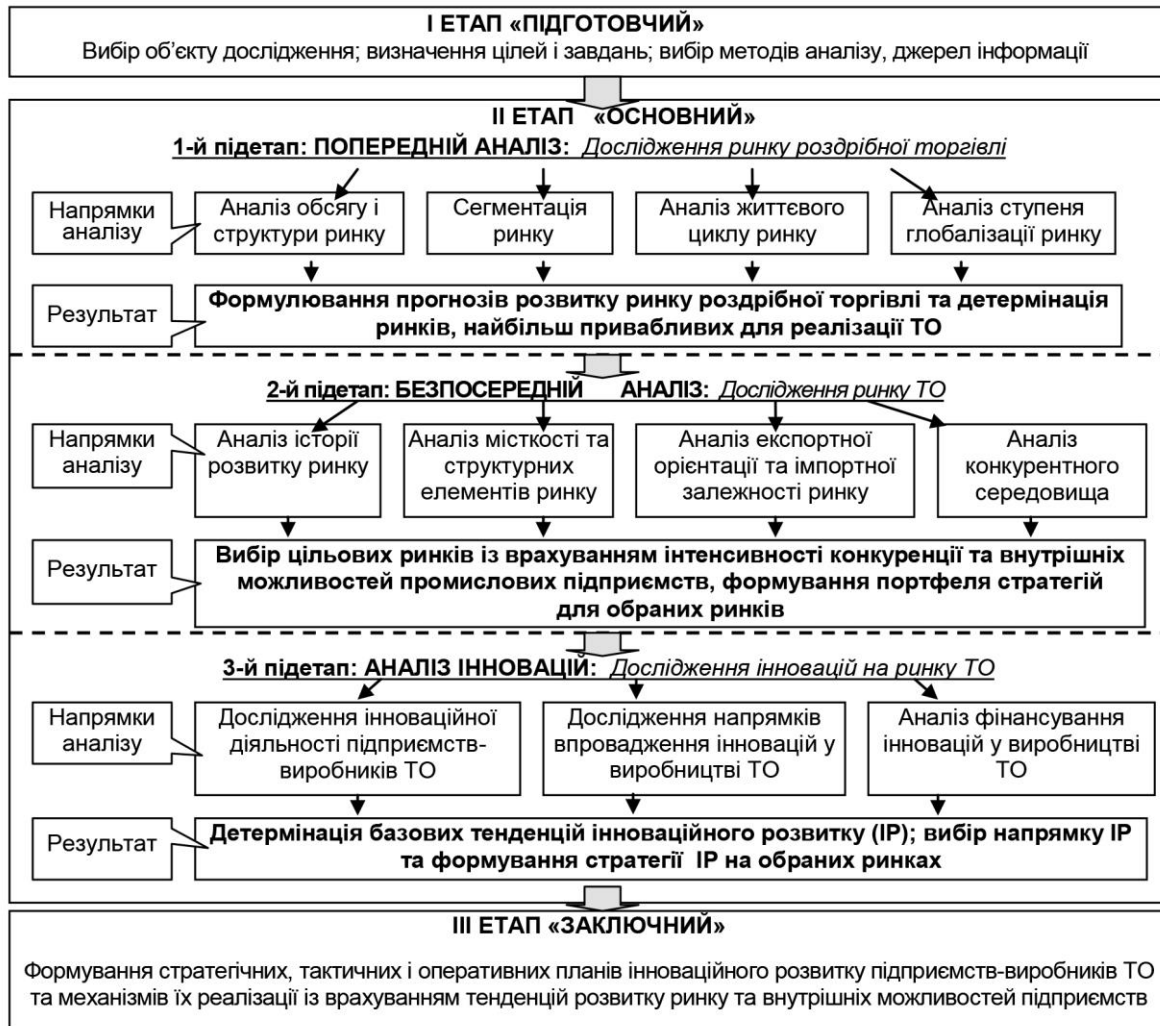 І ЕТАП «ПІДГОТОВЧИЙ»
Вибір об’єкту дослідження; визначення цілей і завдань; вибір методів аналізу, джерел інформації
ІІ ЕТАП «ОСНОВНИЙ»
1-й підетап: ПОПЕРЕДНІЙ АНАЛІЗ: Дослідження ринку роздрібної торгівлі
Напрямки
аналізу
Аналіз обсягу і
структури ринку
Сегментація
ринку
Аналіз життєвого
циклу ринку
Аналіз ступеня
глобалізації ринку
Результат
Формулювання прогнозів розвитку ринку роздрібної торгівлі та детермінація
ринків, найбільш привабливих для реалізації ТО
2-й підетап: БЕЗПОСЕРЕДНІЙ АНАЛІЗ: Дослідження ринку ТО
Напрямки
аналізу
Аналіз історії
розвитку ринку
Аналіз місткості та
структурних
елементів ринку
Аналіз експортної
орієнтації та імпортної
залежності ринку
Аналіз
конкурентного
середовища
Результат
Вибір цільових ринків із врахуванням інтенсивності конкуренції та внутрішніх
можливостей промислових підприємств, формування портфеля стратегій
для обраних ринків
3-й підетап: АНАЛІЗ ІННОВАЦІЙ: Дослідження інновацій на ринку ТО
Напрямки
аналізу
Дослідження інноваційної
діяльності підприємств-
виробників ТО
Дослідження напрямків
впровадження інновацій у
виробництві ТО
Аналіз фінансування
інновацій у виробництві
ТО
Результат
Детермінація базових тенденцій інноваційного розвитку (ІР); вибір напрямку ІР
та формування стратегії ІР на обраних ринках
ІІІ ЕТАП «ЗАКЛЮЧНИЙ»
Формування стратегічних, тактичних і оперативних планів інноваційного розвитку підприємств-виробників ТО
та механізмів їх реалізації із врахуванням тенденцій розвитку ринку та внутрішніх можливостей підприємств